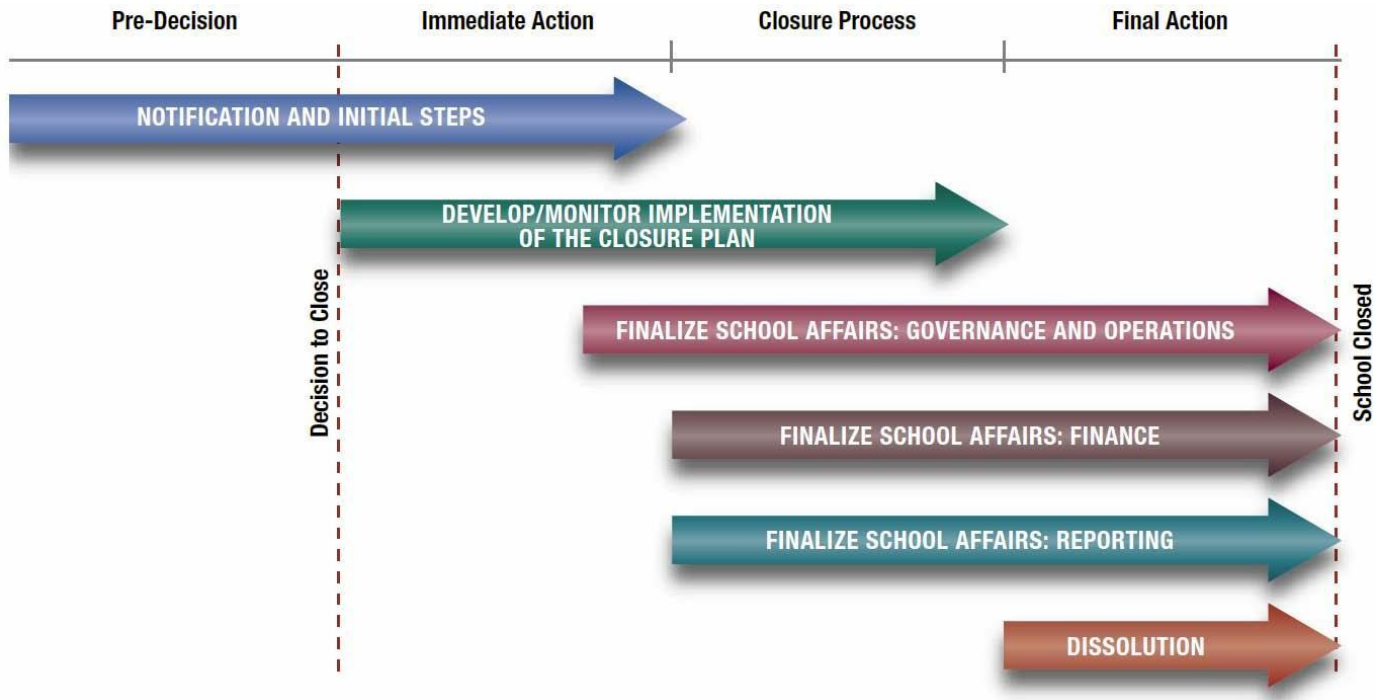 Pre-Decision
Immediate Action
Closure Process
Final Action
NOTIFICATION AND INITIAL STEPS
DEVELOP/MONITOR IMPLEMENTATION
OF THE CLOSURE PLAN
Decision to Close
FINALIZE SCHOOL AFFAIRS: GOVERNANCE AND OPERATIONS
School Closed
FINALIZE SCHOOL AFFAIRS: FINANCE
FINALIZE SCHOOL AFFAIRS: REPORTING
DISSOLUTION